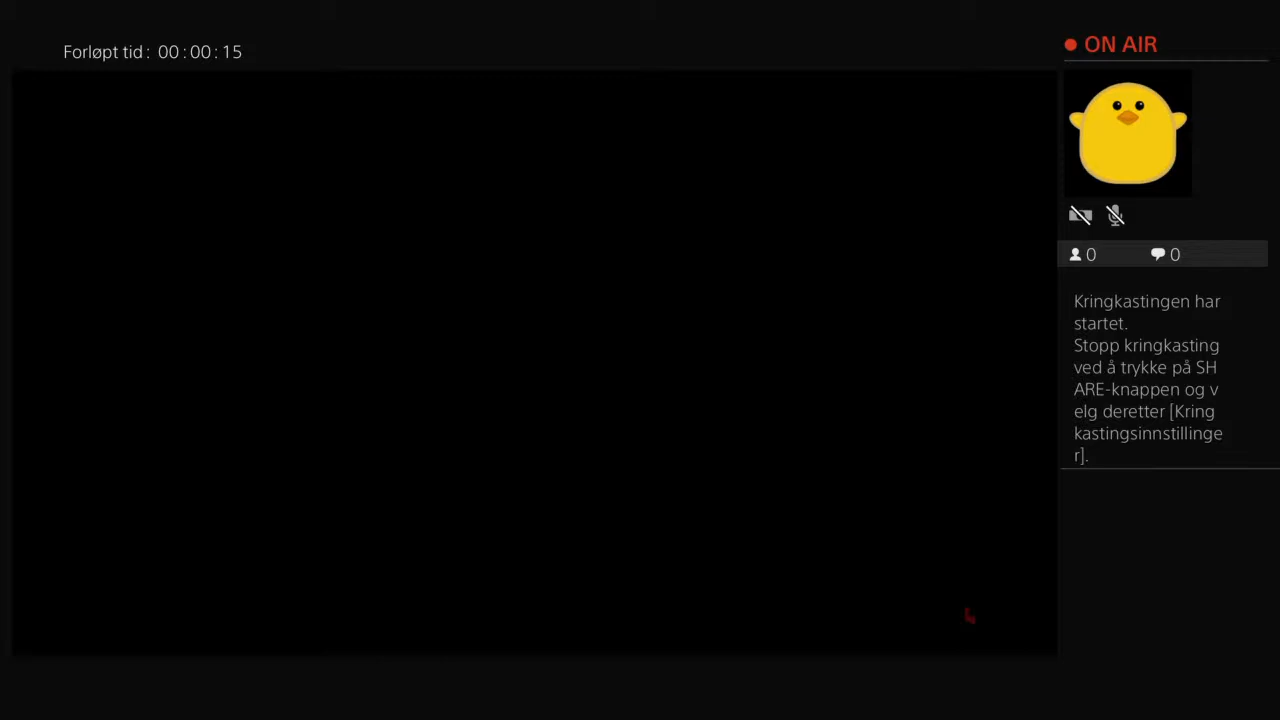 Forløpt tid: 00:00:15
ON AIR
0 0
Kringkastingen har
startet.
Stopp kringkasting
ved å trykke på SH
ARE-knappen og v
elg deretter [Kring
kastingsinnstillinge
r].